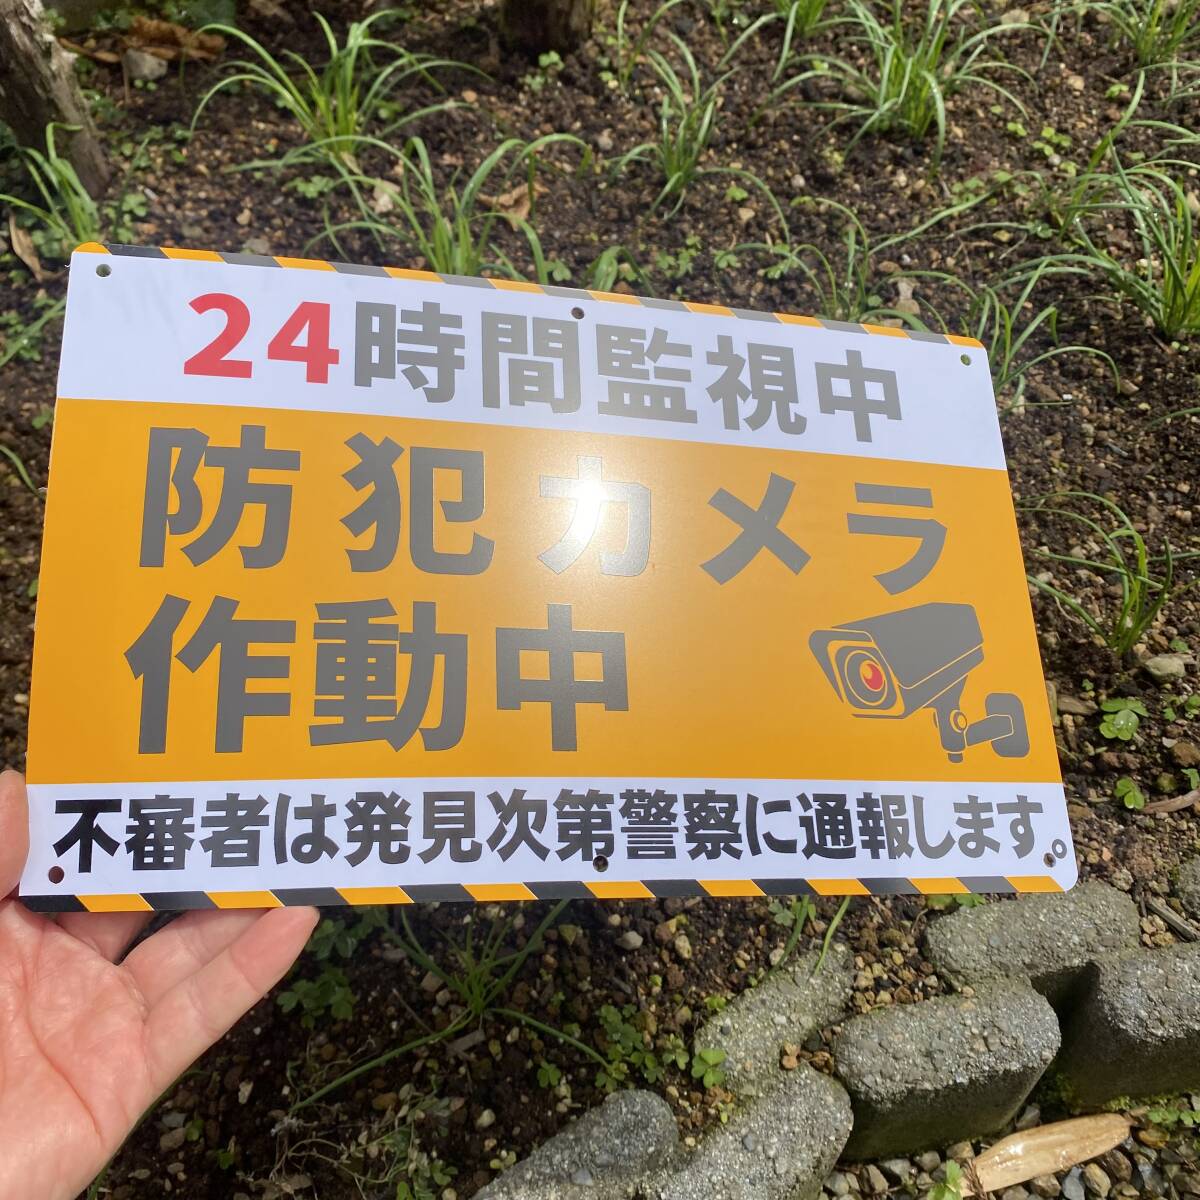 24時間監視中
防犯カメラ
作動中
不審者は発見次第警察に通報します。